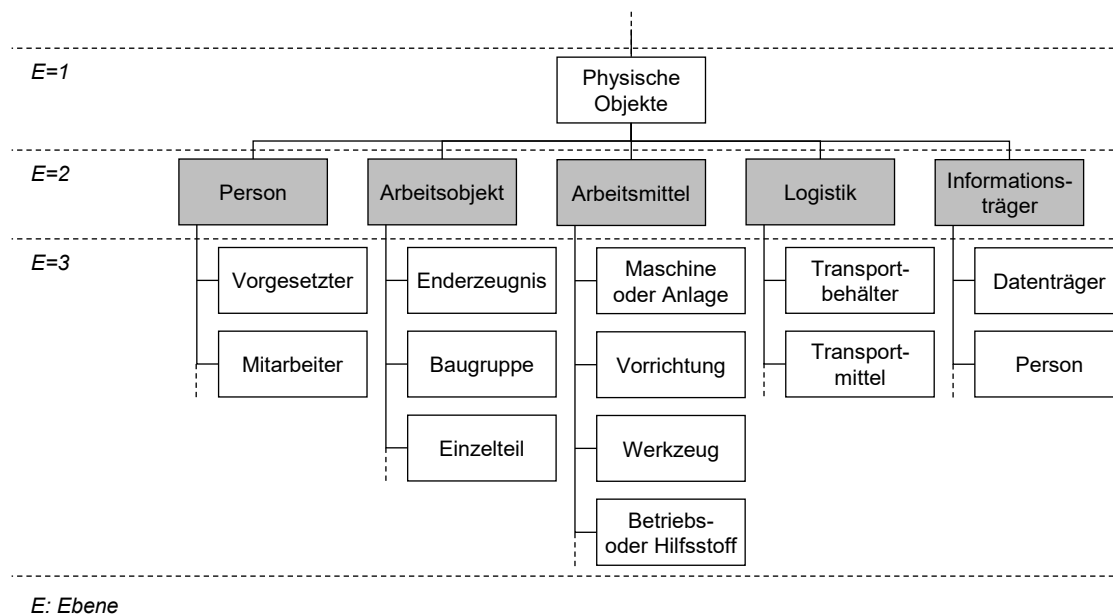 E=1
Physische
Objekte
E=2
Person
Arbeitsobjekt
Arbeitsmittel
Logistik
Informations-
träger
E=3
Vorgesetzter
Enderzeugnis
Maschine
oder Anlage
Transport-
behälter
Datenträger
Mitarbeiter
Baugruppe
Vorrichtung
Transport-
mittel
Person
Einzelteil
Werkzeug
Betriebs-
oder Hilfsstoff
E: Ebene